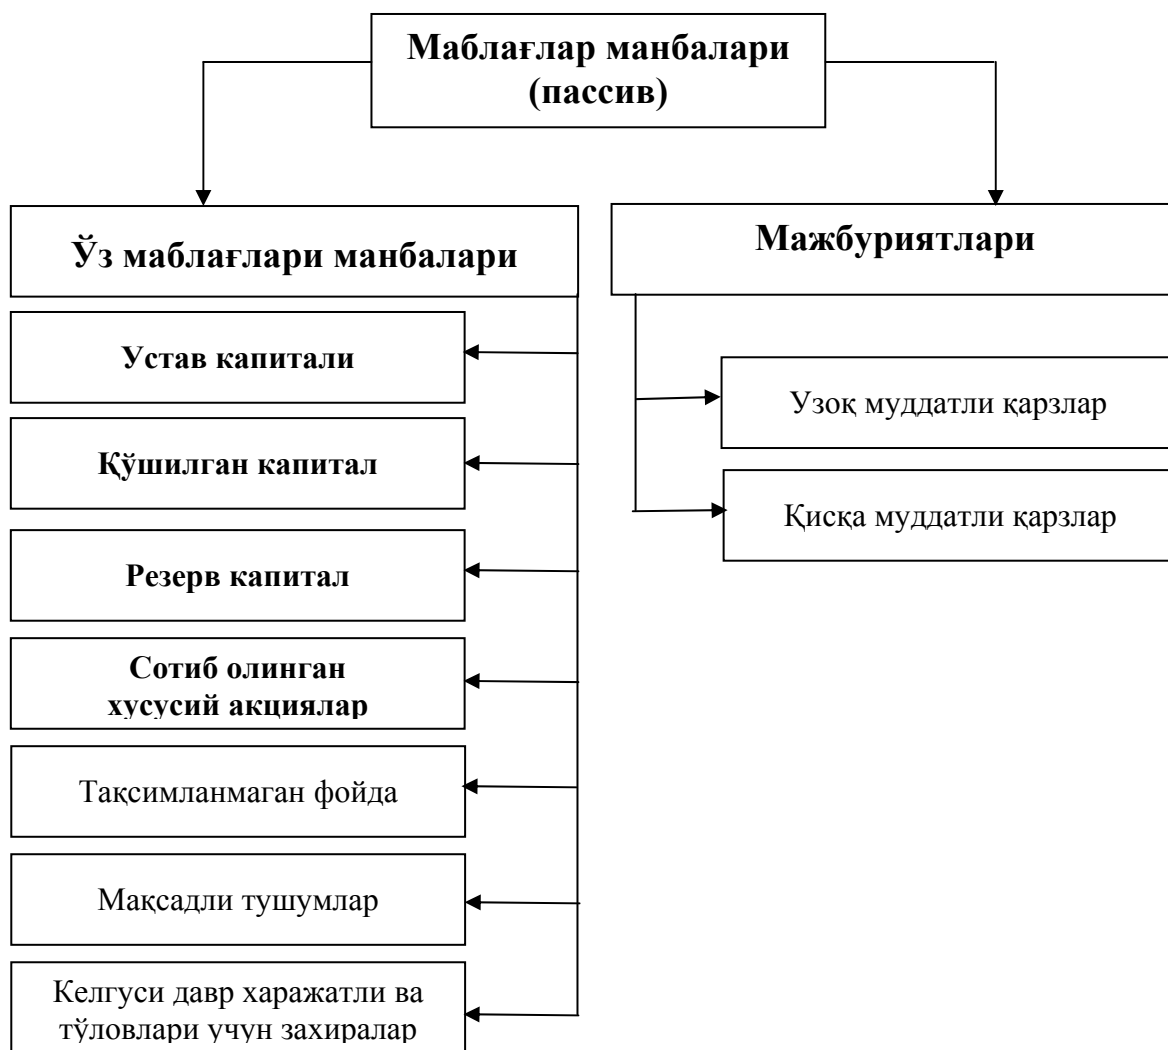 Маблағлар манбалари
(пассив)
Ўз маблағлари манбалари
Устав капитали
Қўшилган капитал
Резерв капитал
Сотиб олинган
хусусий акциялар
Тақсимланмаган фойда
Мақсадли тушумлар
Келгуси давр харажатли ва
тўловлари учун захиралар
Мажбуриятлари
Узоқ муддатли қарзлар
Қисқа муддатли қарзлар